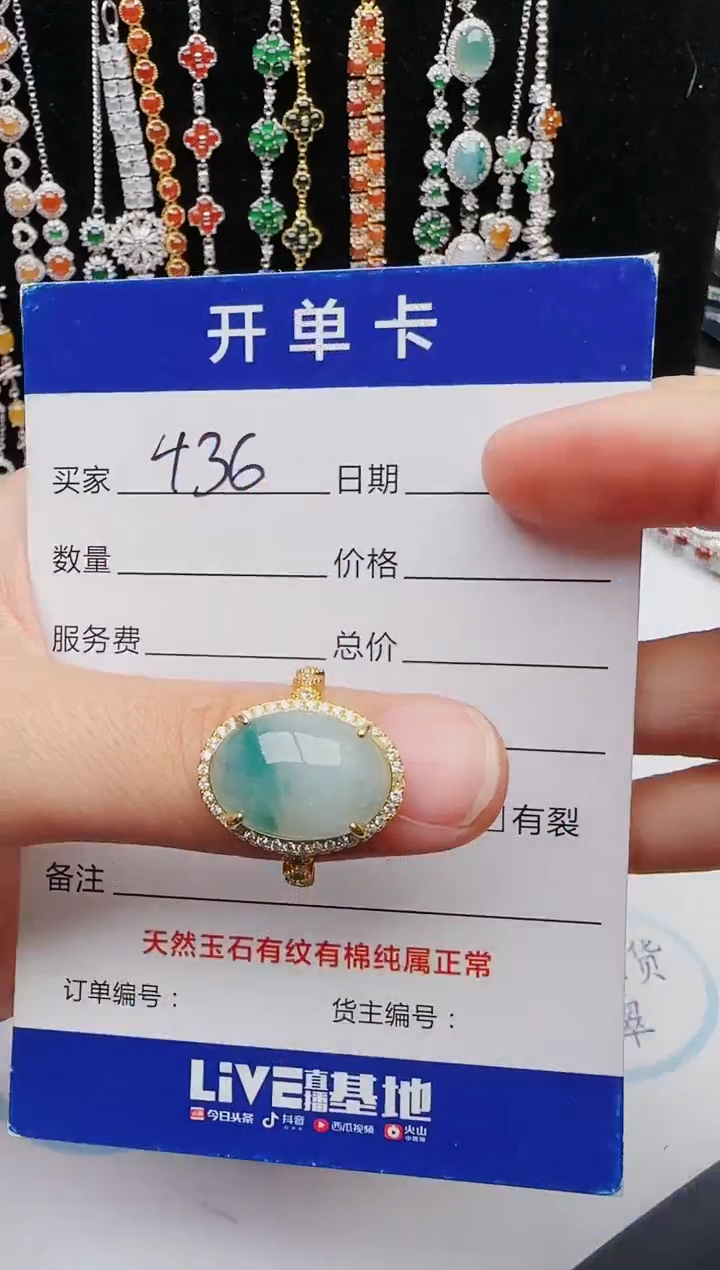 开单卡
买家 436 日期
数量 价格
服务费 总价
有裂
备注
天然玉石有纹有棉纯属正常
订单编号： 货主编号：
LiVE直播基地
今日头条 抖音 西瓜视频 火山
货
翠